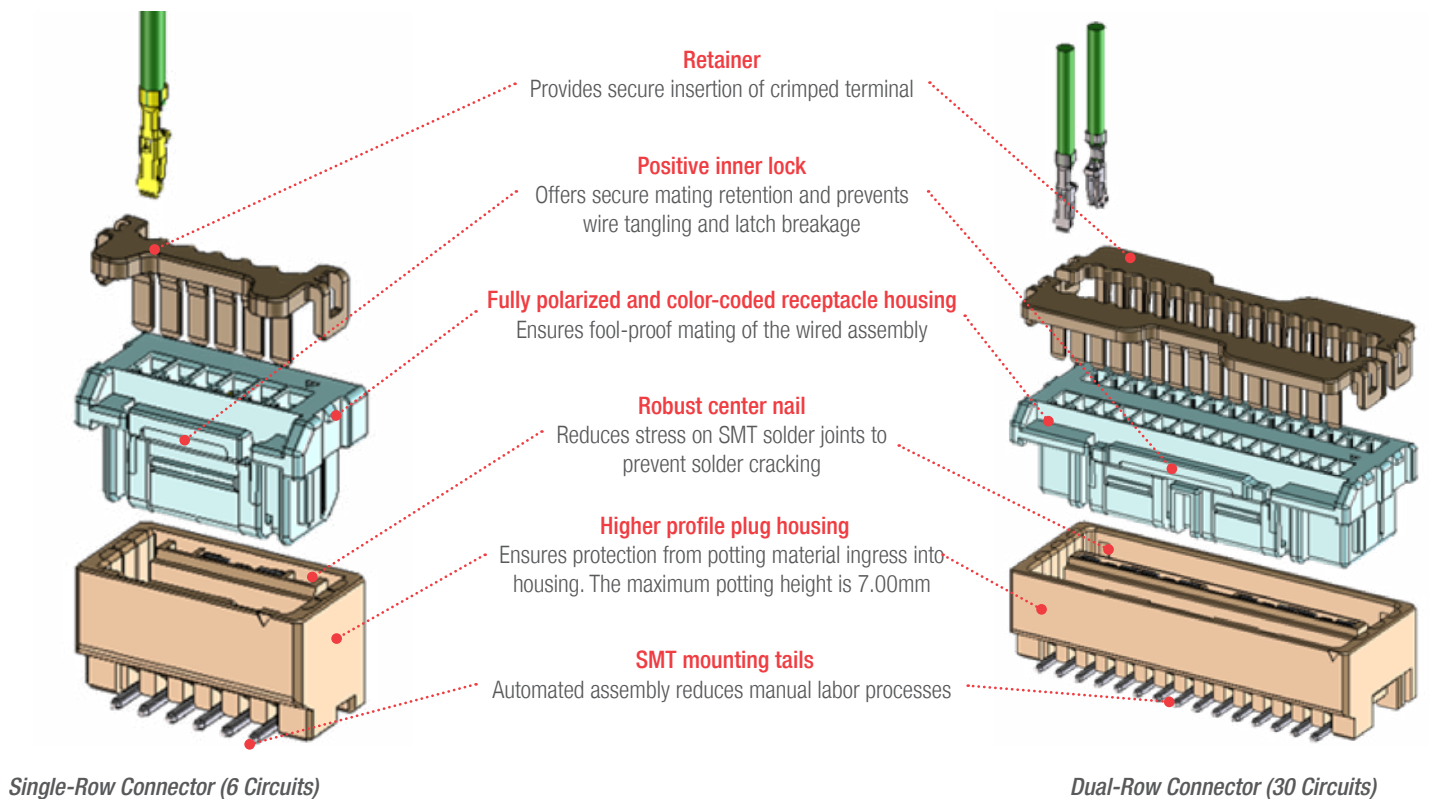 Retainer
Provides secure insertion of crimped terminal
Positive inner lock
Offers secure mating retention and prevents
wire tangling and latch breakage
Fully polarized and color-coded receptacle housing
Ensures fool-proof mating of the wired assembly
Robust center nail
Reduces stress on SMT solder joints to
prevent solder cracking
Higher profile plug housing
Ensures protection from potting material ingress into
housing. The maximum potting height is 7.00mm
SMT mounting tails
Automated assembly reduces manual labor processes
Single-Row Connector (6 Circuits)
Dual-Row Connector (30 Circuits)